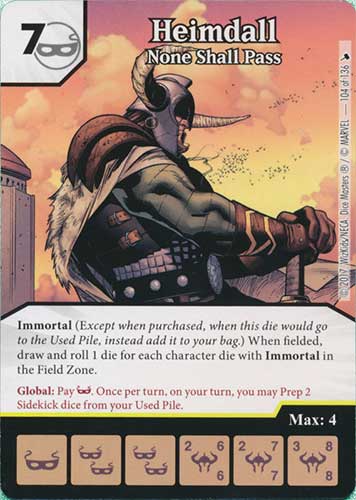 7
Heimdall
None Shall Pass
© 2017 WizKids/NECA. Dice Masters ® / © MARVEL — 104 of 136
Immortal (Except when purchased, when this die would go
to the Used Pile, instead add it to your bag.) When fielded,
draw and roll 1 die for each character die with Immortal in
the Field Zone.
Global: Pay . Once per turn, on your turn, you may Prep 2
Sidekick dice from your Used Pile.
Max: 4
2 6
6
2 7
7
3 8
8